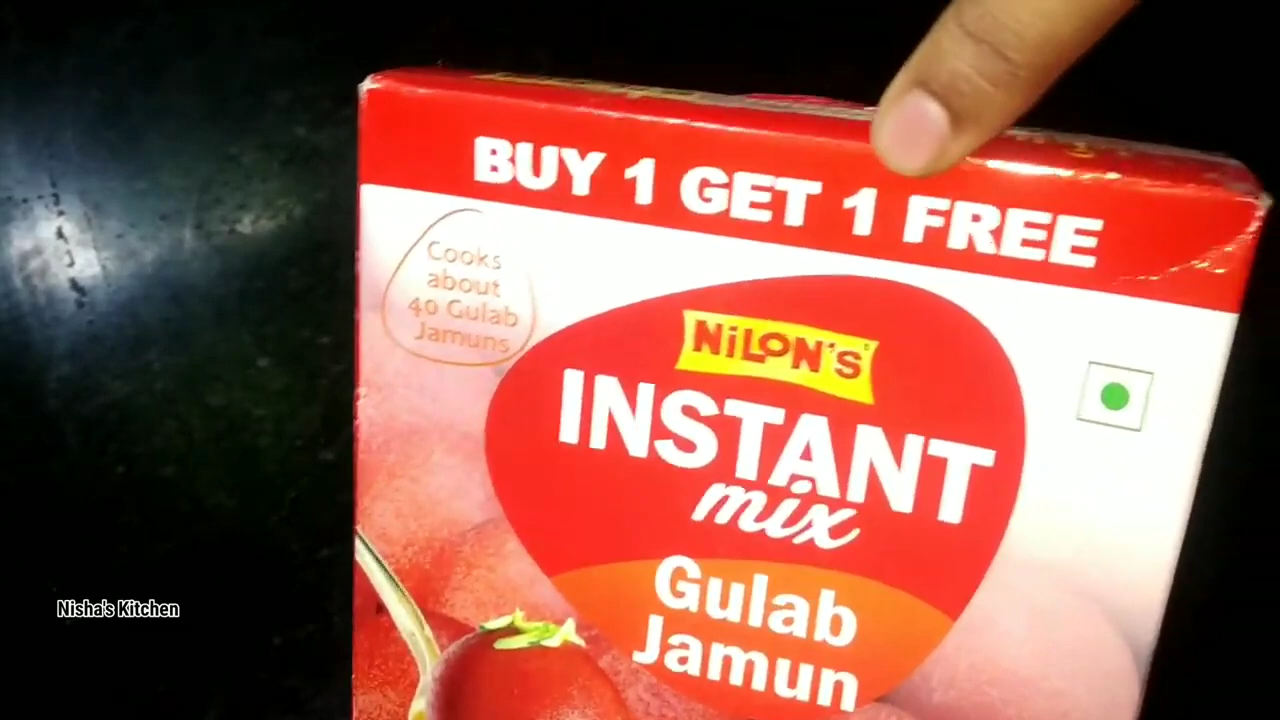 BUY 1 GET 1 FREE
Cooks
about
40 Gulab
Jamuns
NiLON'S
INSTANT
mix
Gulab
Jamun
Nisha's Kitchen